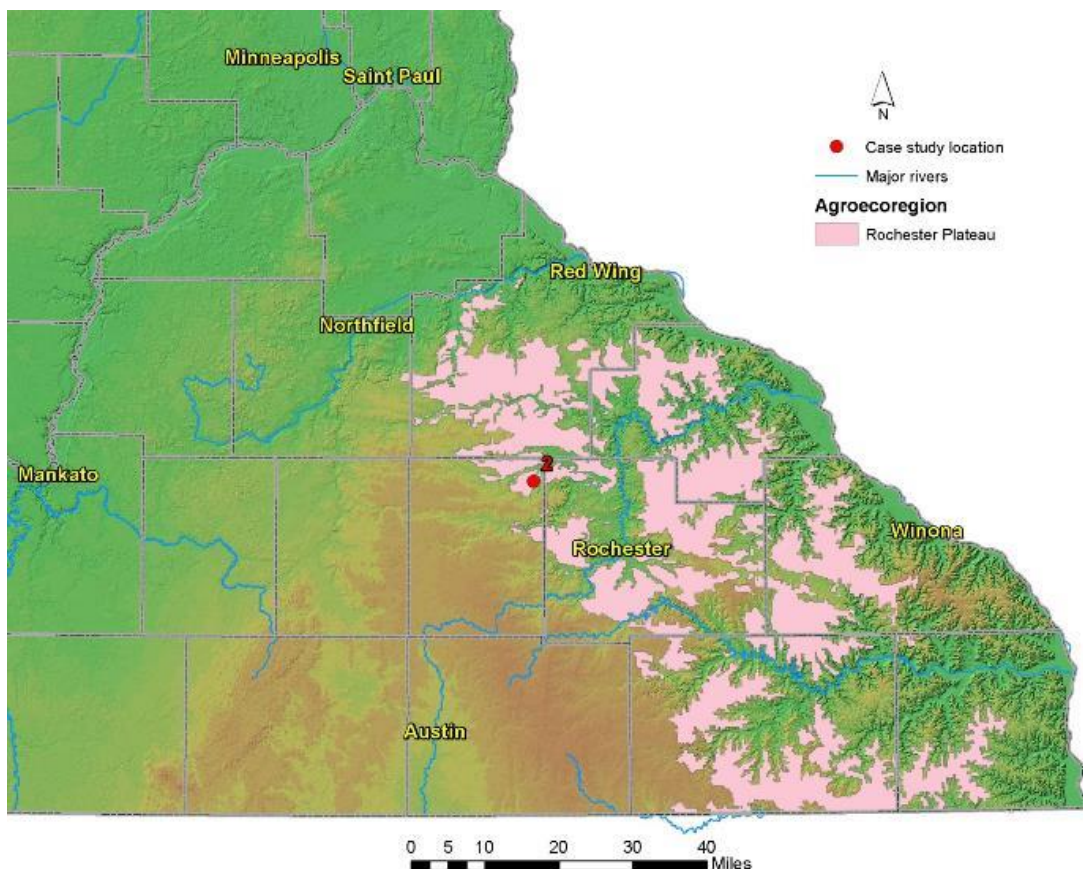 Minneapolis
Saint Paul
N
Case study location
Major rivers
Agroecoregion
Rochester Plateau
Red Wing
Northfield
2
Mankato
Winona
Rochester
Austin
0 5 10 20 30 40
Miles